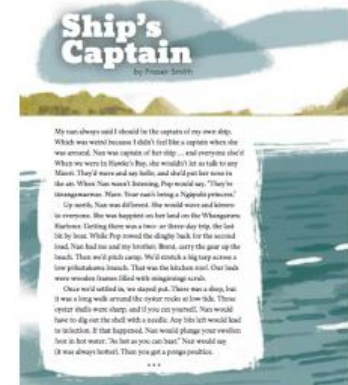 Ship's
Captain
by Fraser Smith
My nan always said I should be the captain of my own ship.
Which was weird because I didn't feel like a captain when she
was around. Nan was captain of her ship … and everyone else's!
When we were in Hawke's Bay, she wouldn't let us talk to any
Māori. They'd wave and say hello, and she'd put her nose in
the air. When Nan wasn't listening, Pop would say, "They're
tūrangawaewae. Wave. Your nan's being a Ngāpuhi princess."
Up north, Nan was different. She would wave and kiwere
to everyone. She was happiest on her land on the Whangaroa
Harbour. Getting there was a two- or three-day trip, the last
bit by boat. While Pop rowed the dinghy back for the second
load, Nan had me and my brother, Brent, carry the gear up the
beach. Then we'd pitch camp. We'd stretch a big tarp across a
low pōhutukawa branch. That was the kitchen roof. Our beds
were wooden frames filled with mingimingi scrub.
Once we'd settled in, we stayed put. There was a shop, but
it was a long walk around the oyster rocks at low tide. Those
oyster shells were sharp, and if you cut yourself, Nan would
have to dig out the shell with a needle. Any bits left would lead
to infection. If that happened, Nan would plunge your swollen
foot in hot water. "As hot as you can bear," Nan would say
(it was always hotter). Then you got a ponga poultice.